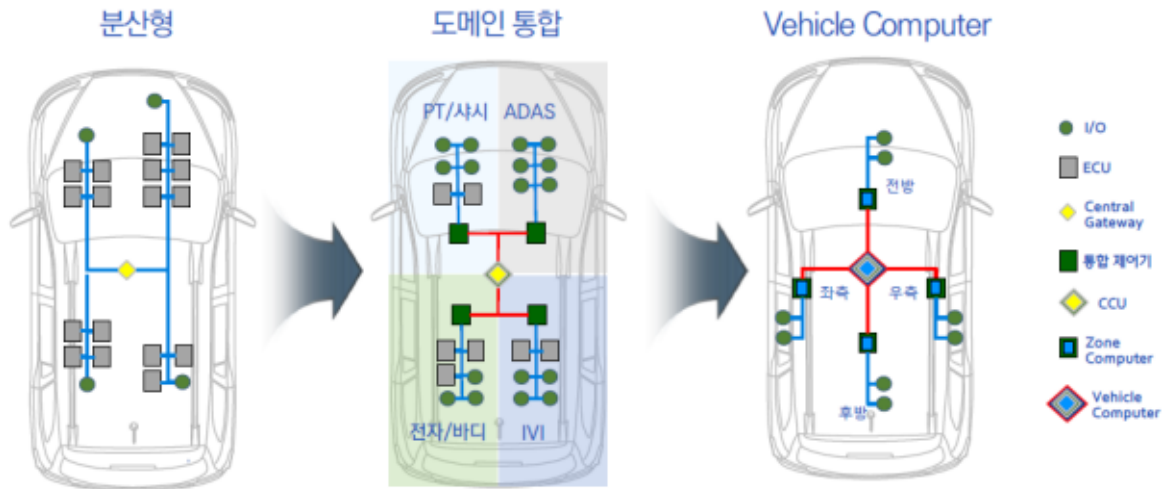 분산형
도메인 통합
Vehicle Computer
PT/샤시
ADAS
전자/바디
IVI
전방
좌측
우측
후방
I/O
ECU
Central
Gateway
통합 제어기
CCU
Zone
Computer
Vehicle
Computer